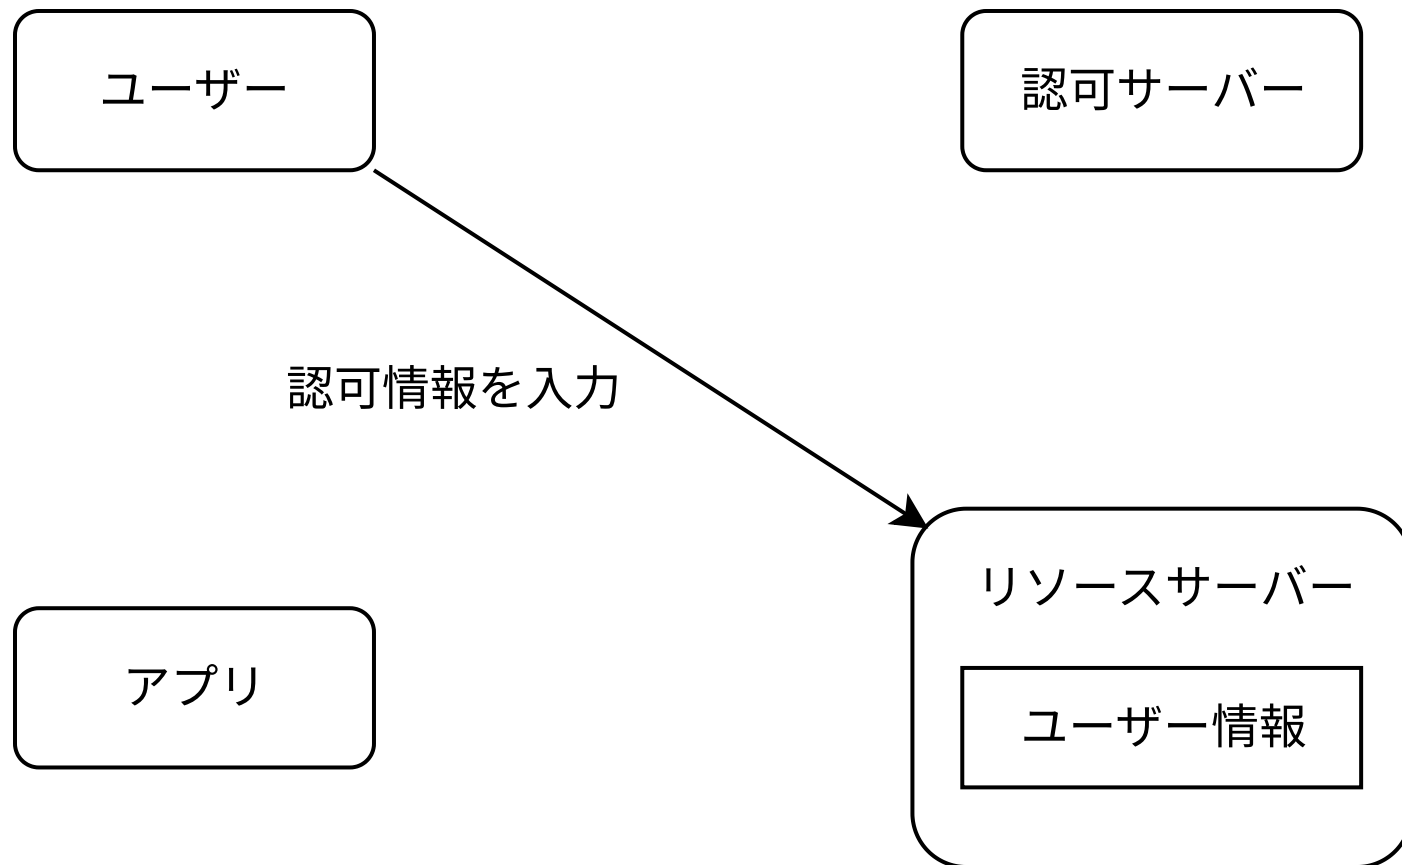 ユーザー
認可サーバー
認可情報を入力
リソースサーバー
アプリ
ユーザー情報